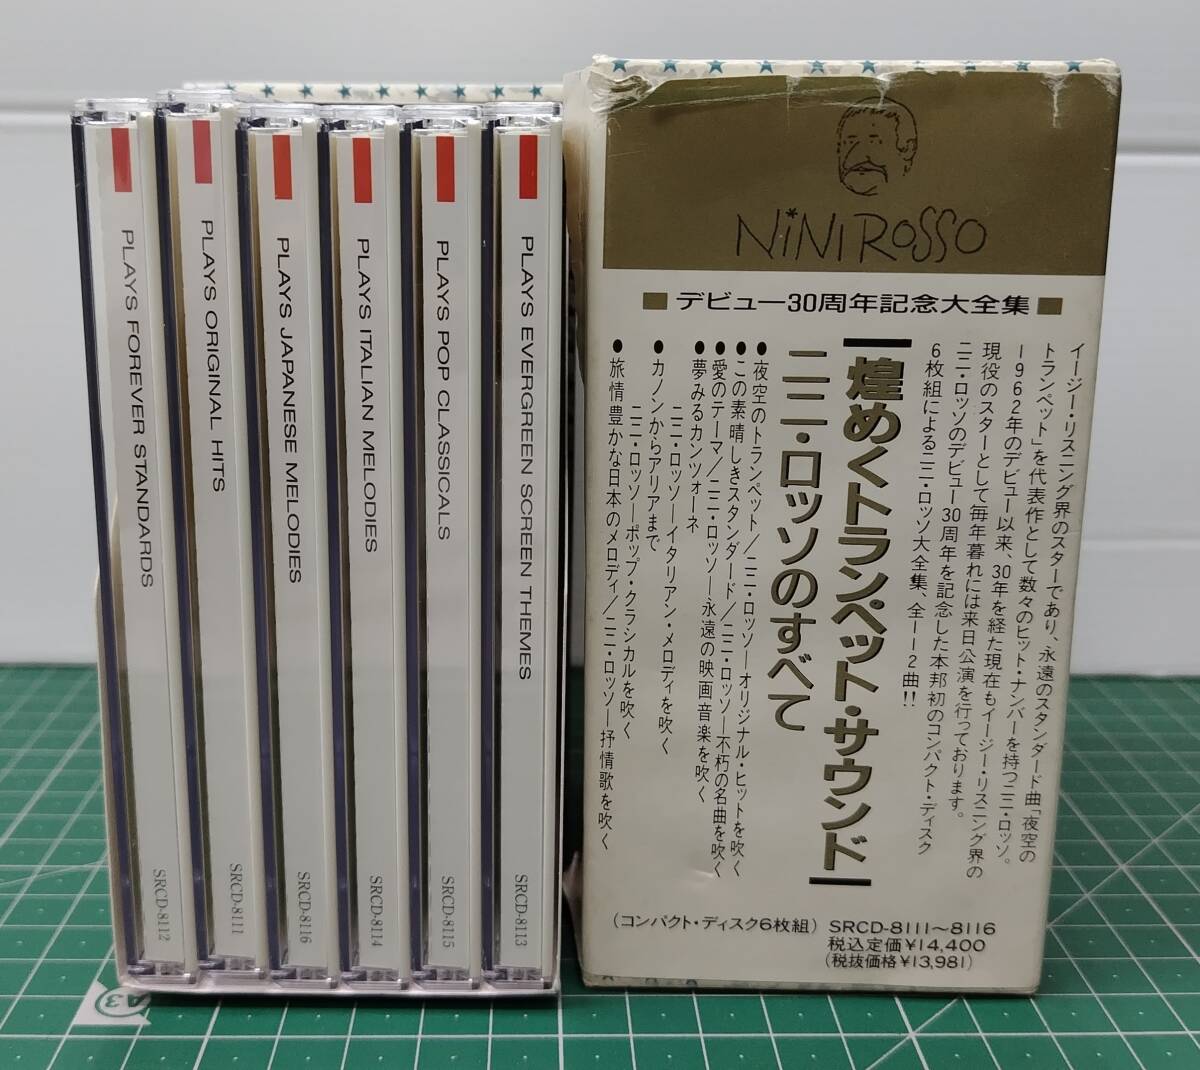 PLAYS FOREVER STANDARDS
SRCD-8112
PLAYS ORIGINAL HITS
SRCD-8111
PLAYS JAPANESE MELODIES
SRCD-8116
PLAYS ITALIAN MELODIES
SRCD-8114
PLAYS POP CLASSICALS
SRCD-8115
PLAYS EVERGREEN SCREEN THEMES
SRCD-8113
NiNi ROSSO
■デビュー30周年記念大全集■
イージー・リスニング界のスターであり、永遠のスタンダード曲「夜空の
トランペット」を代表作として数々のヒット・ナンバーを持つニニ・ロッソ。
1962年のデビュー以来、30年を経た現在もイージー・リスニング界の
現役のスターとして毎年暮れには来日公演を行っております。
ニニ・ロッソのデビュー30周年を記念した本邦初のコンパクト・ディスク
6枚組によるニニ・ロッソ大全集、全112曲!!
煌めくトランペット・サウンド
ニニ・ロッソのすべて
●夜空のトランペット/ニニ・ロッソーオリジナル・ヒットを吹く
●この素晴しきスタンダード/ニニ・ロッソー不朽の名曲を吹く
●愛のテーマ/ニニ・ロッソー永遠の映画音楽を吹く
●夢みるカンツォーネ
ニニ・ロッソーイタリアン・メロディを吹く
●カノンからアリアまで
ニニ・ロッソーポップ・クラシカルを吹く
●旅情豊かな日本のメロディ/ニニ・ロッソー抒情歌を吹く
(コンパクト・ディスク6枚組) SRCD-8111〜8116
税込定価¥14,400
(税抜価格¥13,981)
A3